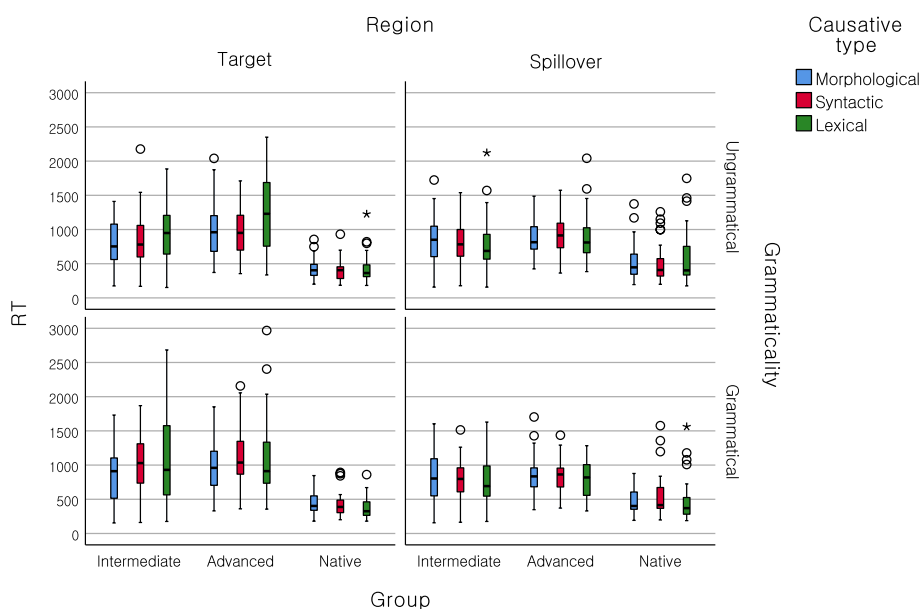 Region
Causative
type
Target
Spillover
Morphological
Syntactic
Lexical
3000
2500
2000
1500
1000
500
0
Ungrammatical
RT
Grammaticality
3000
2500
2000
1500
1000
500
0
Grammatical
Intermediate Advanced Native
Intermediate Advanced Native
Group